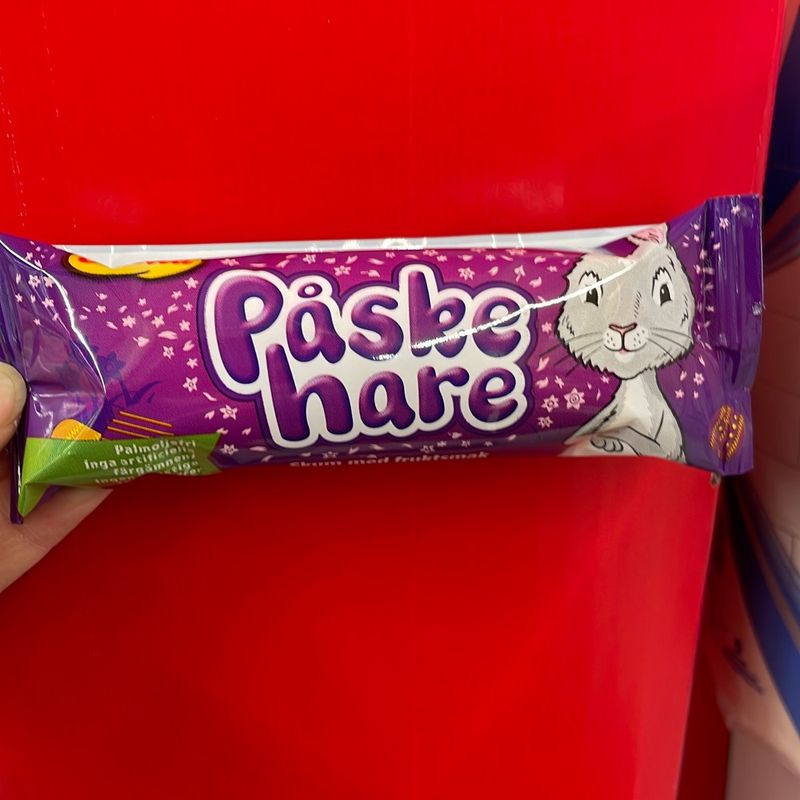 Påske
hare
Skum med fruktsmak
Palmoljefri
Inga artificiella
färgämnen